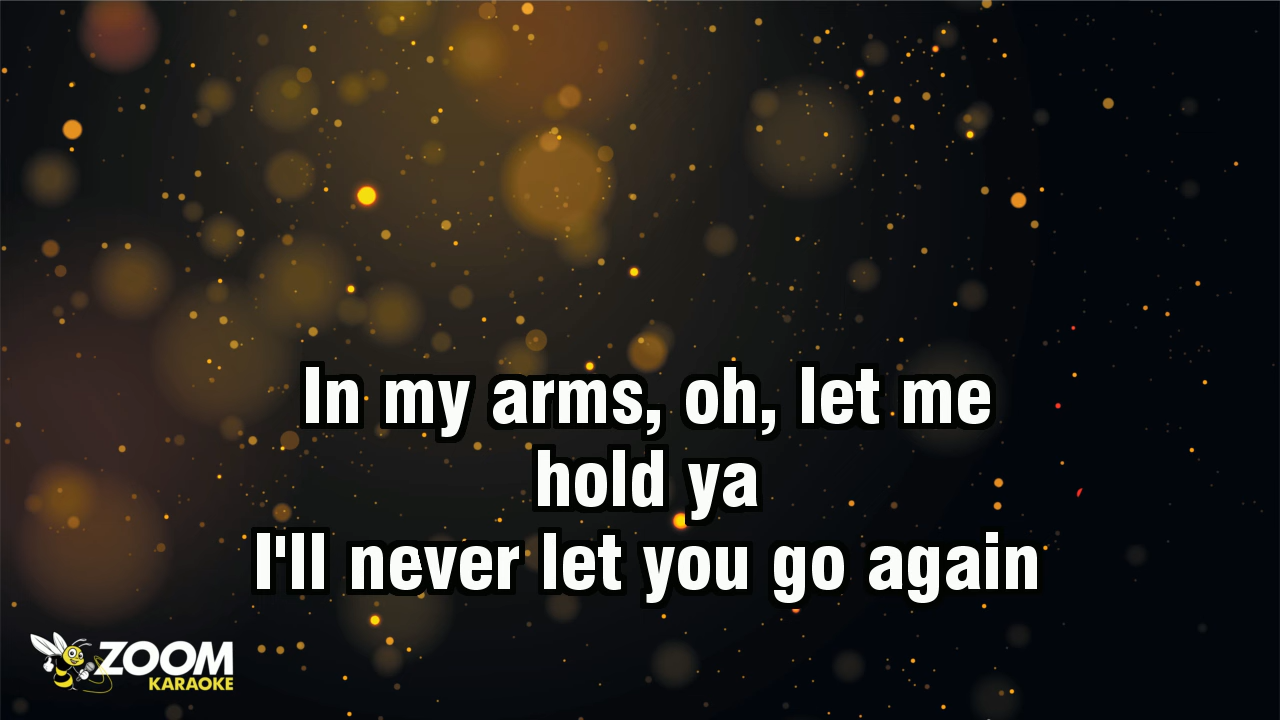 In my arms, oh, let me
hold ya
I'll never let you go again
ZOOM
KARAOKE